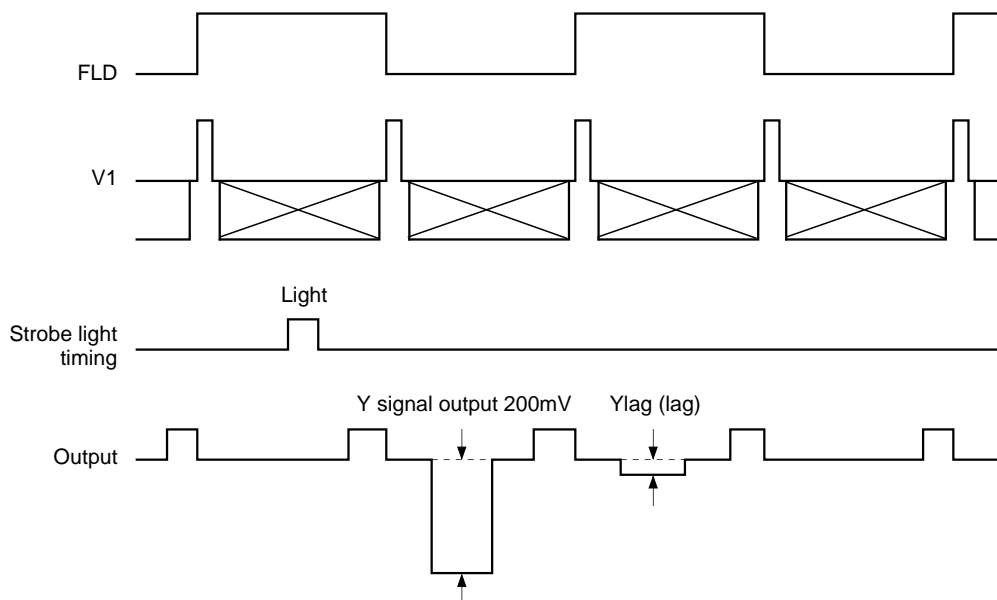 FLD
V1
Light
Strobe light
timing
Y signal output 200mV
Ylag (lag)
Output